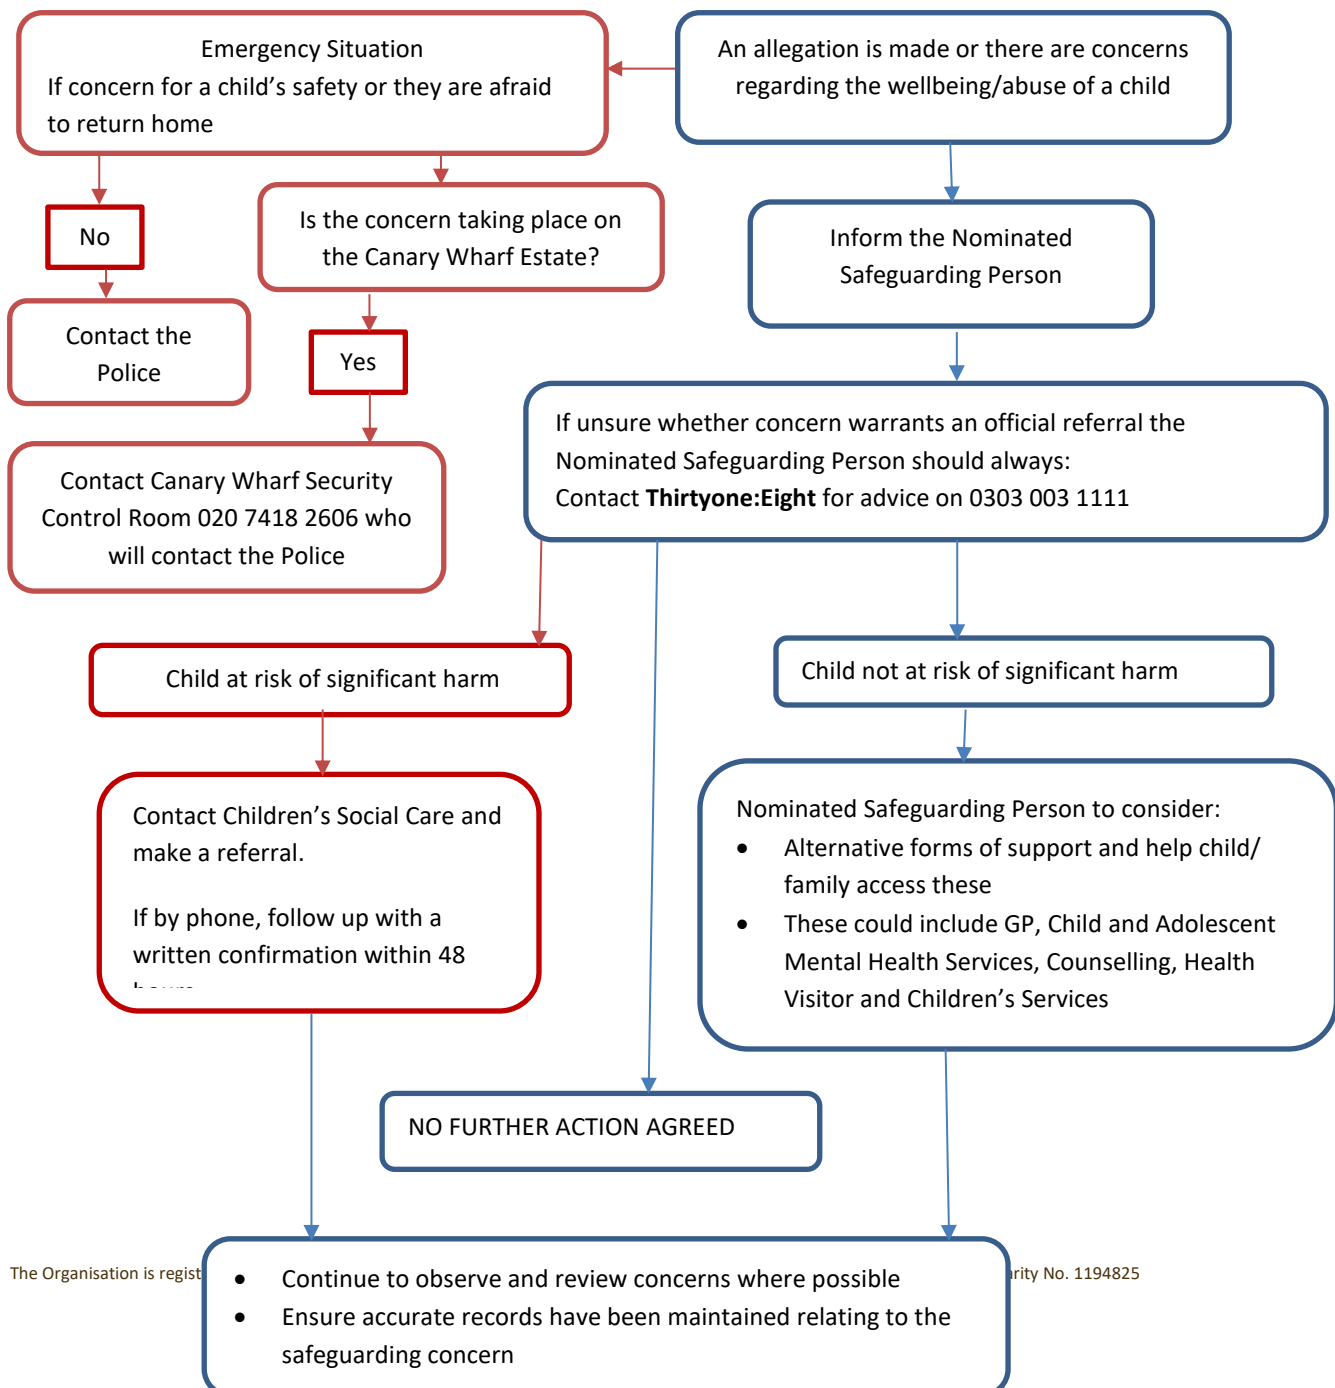 Emergency Situation
If concern for a child’s safety or they are afraid
to return home
An allegation is made or there are concerns
regarding the wellbeing/abuse of a child
No
Is the concern taking place on
the Canary Wharf Estate?
Inform the Nominated
Safeguarding Person
Contact the
Police
Yes
If unsure whether concern warrants an official referral the
Nominated Safeguarding Person should always:
Contact Thirtyone:Eight for advice on 0303 003 1111
Contact Canary Wharf Security
Control Room 020 7418 2606 who
will contact the Police
Child at risk of significant harm
Child not at risk of significant harm
Contact Children’s Social Care and
make a referral.
If by phone, follow up with a
written confirmation within 48
Nominated Safeguarding Person to consider:
• Alternative forms of support and help child/
family access these
• These could include GP, Child and Adolescent
Mental Health Services, Counselling, Health
Visitor and Children’s Services
NO FURTHER ACTION AGREED
The Organisation is regist
arity No. 1194825
• Continue to observe and review concerns where possible
• Ensure accurate records have been maintained relating to the
safeguarding concern